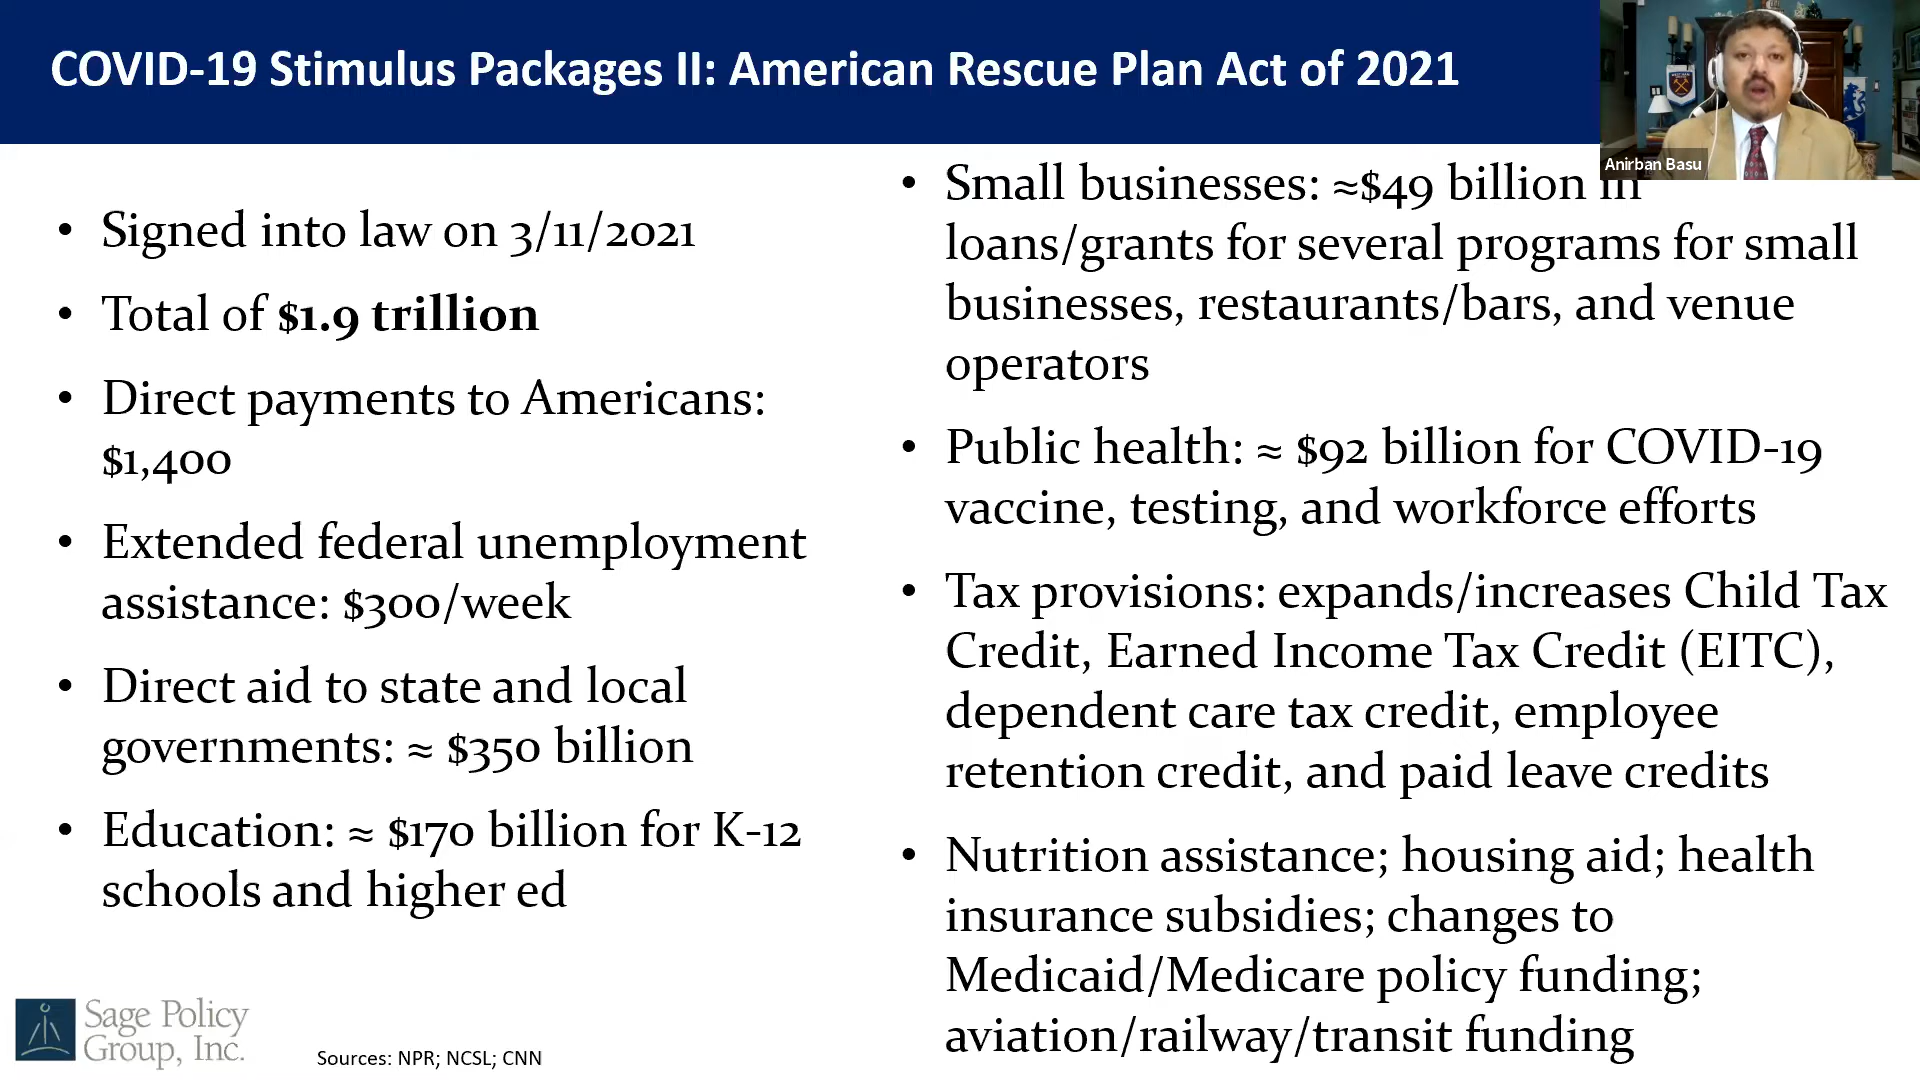 COVID-19 Stimulus Packages II: American Rescue Plan Act of 2021
Anirban Basu
• Signed into law on 3/11/2021
• Total of $1.9 trillion
• Direct payments to Americans:
$1,400
• Extended federal unemployment
assistance: $300/week
• Direct aid to state and local
governments: ≈ $350 billion
• Education: ≈ $170 billion for K-12
schools and higher ed
• Small businesses: ≈$49 billion in
loans/grants for several programs for small
businesses, restaurants/bars, and venue
operators
• Public health: ≈ $92 billion for COVID-19
vaccine, testing, and workforce efforts
• Tax provisions: expands/increases Child Tax
Credit, Earned Income Tax Credit (EITC),
dependent care tax credit, employee
retention credit, and paid leave credits
• Nutrition assistance; housing aid; health
insurance subsidies; changes to
Medicaid/Medicare policy funding;
aviation/railway/transit funding
Sage Policy
Group, Inc.
Sources: NPR; NCSL; CNN